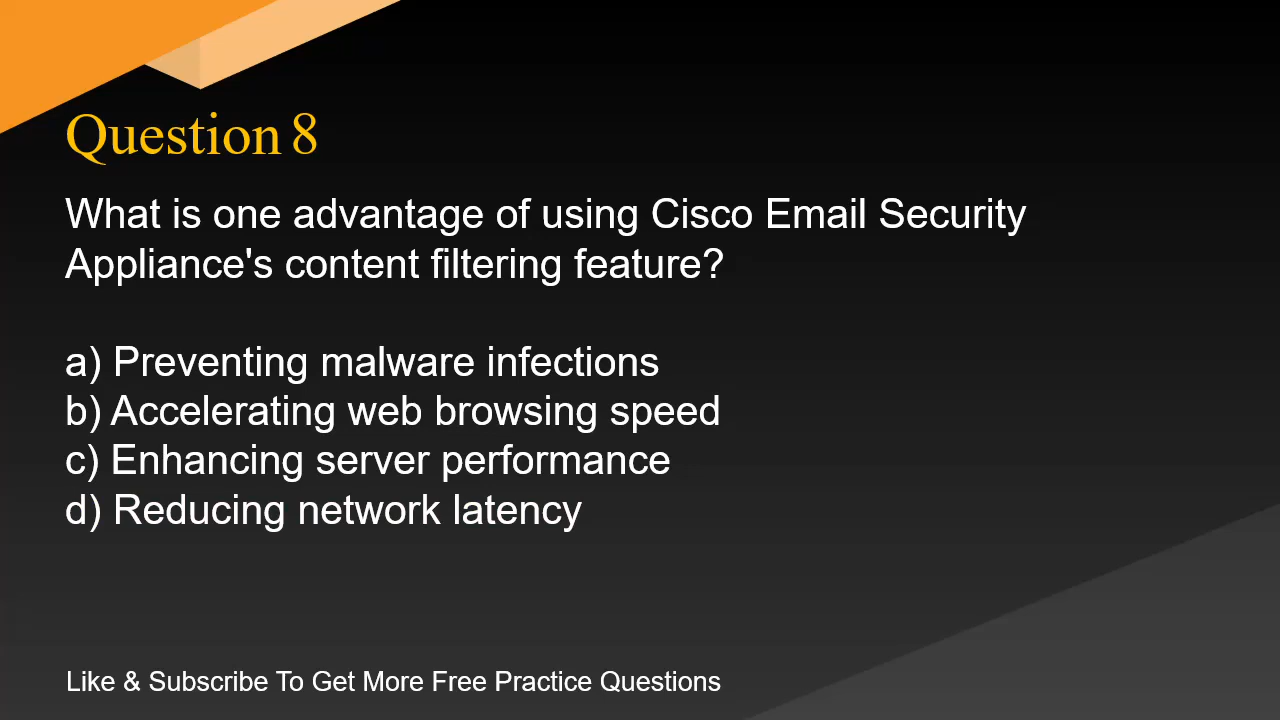 Question 8
What is one advantage of using Cisco Email Security
Appliance's content filtering feature?
a) Preventing malware infections
b) Accelerating web browsing speed
c) Enhancing server performance
d) Reducing network latency
Like & Subscribe To Get More Free Practice Questions